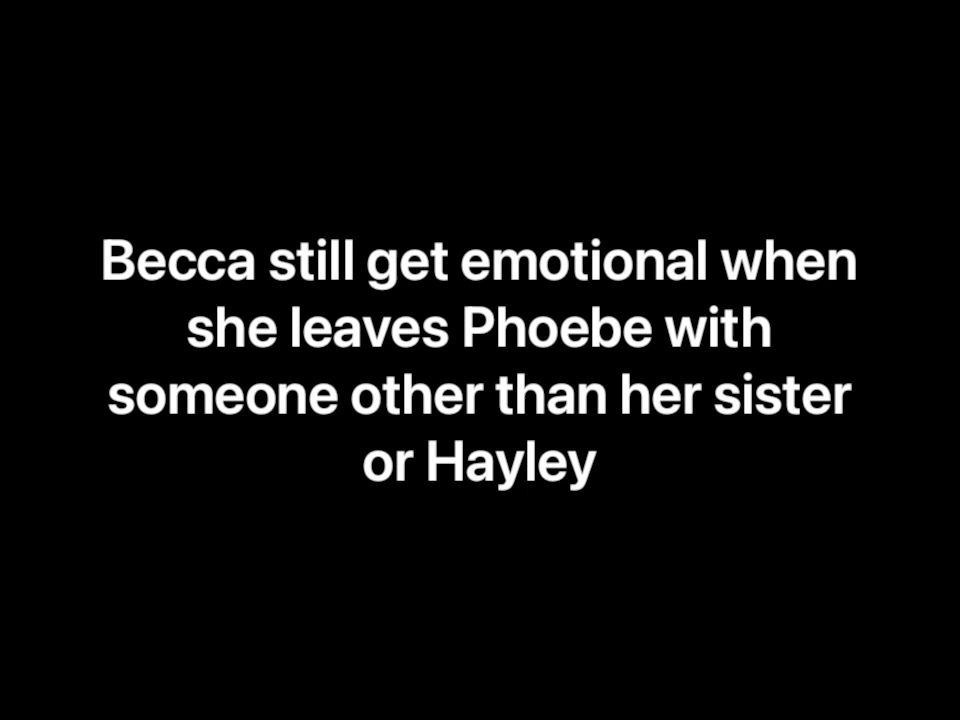 Becca still get emotional when
she leaves Phoebe with
someone other than her sister
or Hayley